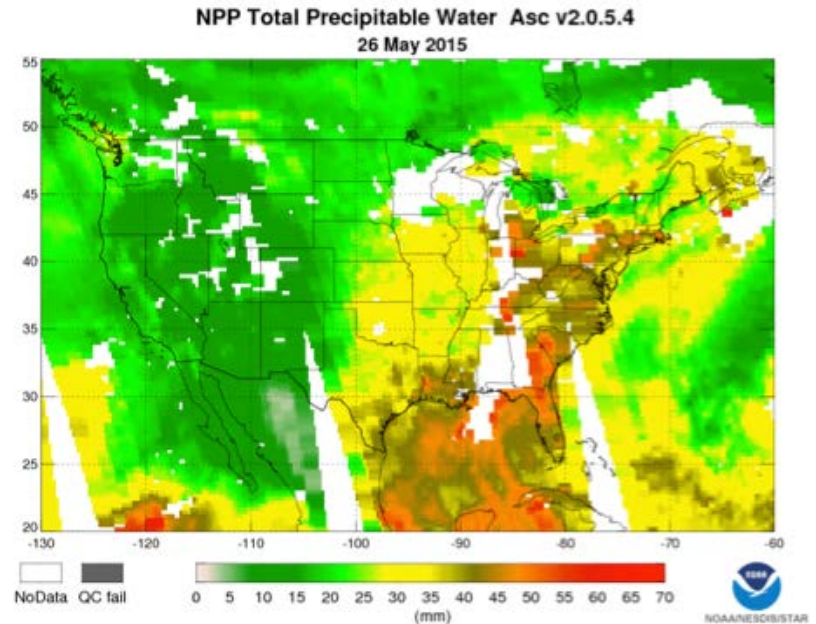 NPP Total Precipitable Water Asc v2.0.5.4
26 May 2015
55
50
45
40
35
30
25
20
-130 -120 -110 -100 -90 -80 -70 -60
NoData QC fail
0 5 10 15 20 25 30 35 40 45 50 55 60 65 70
(mm)
NOAA/NESDIS/STAR